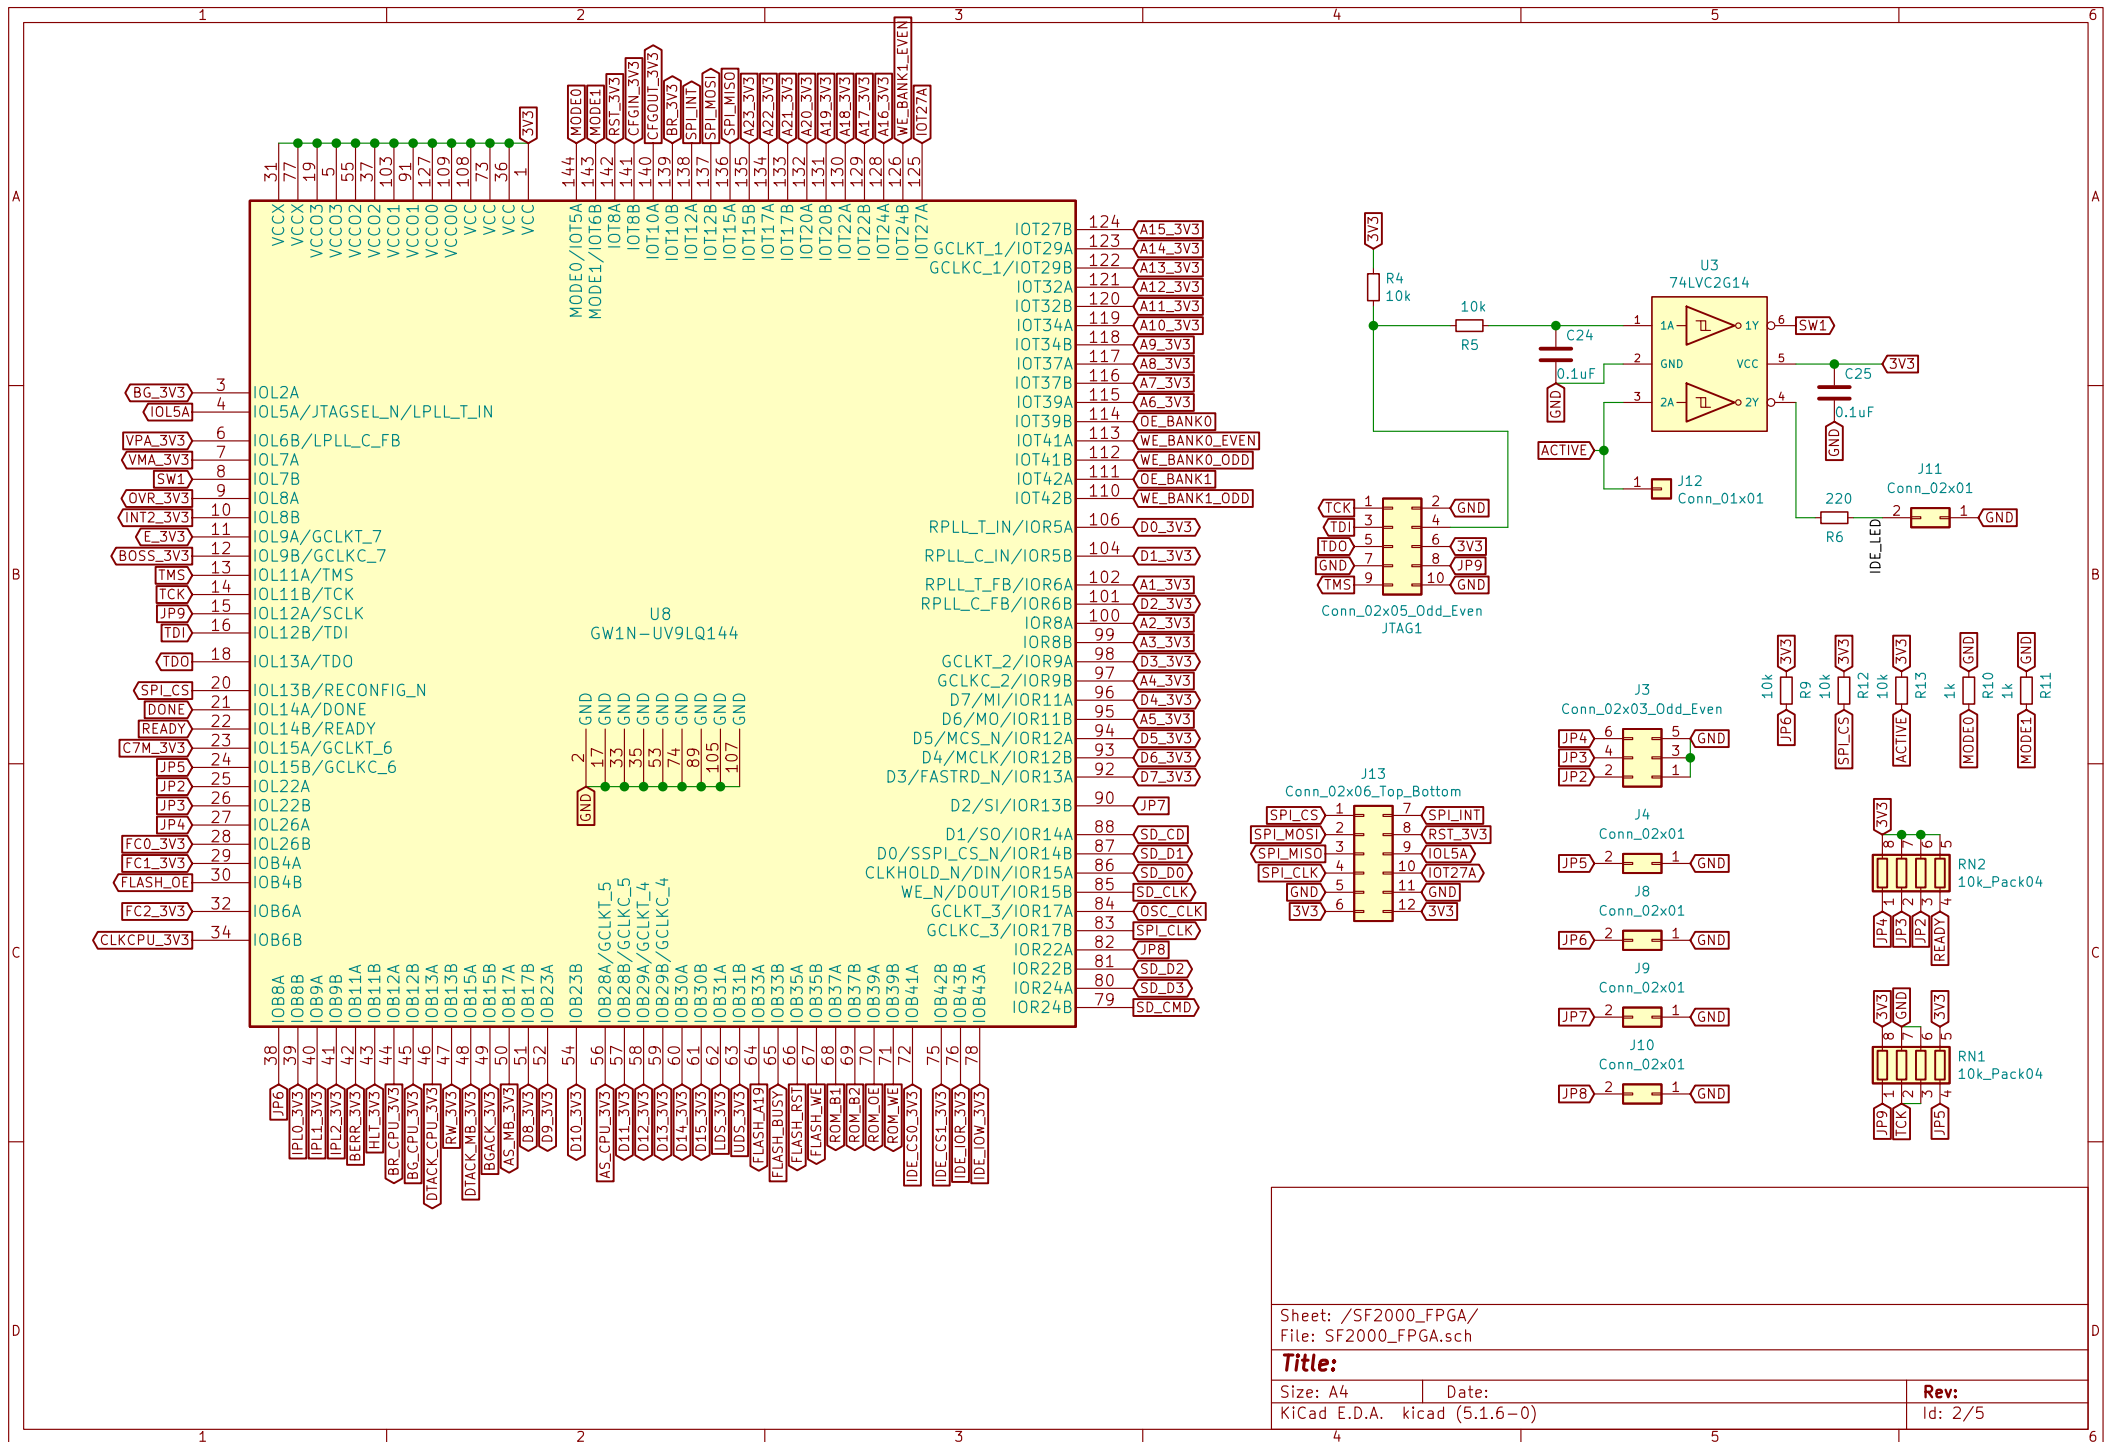 1 2 3 4 5 6
A
B
C
D
3V3
31 77 19 5 55 37 103 91 127 109 108 73 36 1
VCCX VCCX VCCO3 VCCO3 VCCO2 VCCO2 VCCO1 VCCO1 VCCO0 VCCO0 VCC VCC VCC VCC
MODE0 144 MODE0/IOT5A
MODE1 143 MODE1/IOT6B
RST_3V3 142 IOT8A
CFGIN_3V3 141 IOT8B
CFGOUT_3V3 140 IOT10A
BR_3V3 139 IOT10B
SPI_INT 138 IOT12A
SPI_MOSI 137 IOT12B
SPI_MISO 136 IOT15A
A23_3V3 135 IOT15B
A22_3V3 134 IOT17A
A21_3V3 133 IOT17B
A20_3V3 132 IOT20A
A19_3V3 131 IOT20B
A18_3V3 130 IOT22A
A17_3V3 129 IOT22B
A16_3V3 128 IOT24A
WE_BANK1_EVEN 126 IOT24B
IOT27A 125 IOT27A
IOT27B 124 A15_3V3
GCLKT_1/IOT29A 123 A14_3V3
GCLKC_1/IOT29B 122 A13_3V3
IOT32A 121 A12_3V3
IOT32B 120 A11_3V3
IOT34A 119 A10_3V3
IOT34B 118 A9_3V3
IOT37A 117 A8_3V3
IOT37B 116 A7_3V3
IOT39A 115 A6_3V3
IOT39B 114 OE_BANK0
IOT41A 113 WE_BANK0_EVEN
IOT41B 112 WE_BANK0_ODD
IOT42A 111 OE_BANK1
IOT42B 110 WE_BANK1_ODD
RPLL_T_IN/IOR5A 106 D0_3V3
RPLL_C_IN/IOR5B 104 D1_3V3
RPLL_T_FB/IOR6A 102 A1_3V3
RPLL_C_FB/IOR6B 101 D2_3V3
IOR8A 100 A2_3V3
IOR8B 99 A3_3V3
GCLKT_2/IOR9A 98 D3_3V3
GCLKC_2/IOR9B 97 A4_3V3
D7/MI/IOR11A 96 D4_3V3
D6/MO/IOR11B 95 A5_3V3
D5/MCS_N/IOR12A 94 D5_3V3
D4/MCLK/IOR12B 93 D6_3V3
D3/FASTRD_N/IOR13A 92 D7_3V3
D2/SI/IOR13B 90 JP7
D1/SO/IOR14A 88 SD_CD
D0/SSPI_CS_N/IOR14B 87 SD_D1
CLKHOLD_N/DIN/IOR15A 86 SD_D0
WE_N/DOUT/IOR15B 85 SD_CLK
GCLKT_3/IOR17A 84 OSC_CLK
GCLKC_3/IOR17B 83 SPI_CLK
IOR22A 82 JP8
IOR22B 81 SD_D2
IOR24A 80 SD_D3
IOR24B 79 SD_CMD
BG_3V3 3 IOL2A
IOL5A 4 IOL5A/JTAGSEL_N/LPLL_T_IN
VPA_3V3 6 IOL6B/LPLL_C_FB
VMA_3V3 7 IOL7A
SW1 8 IOL7B
OVR_3V3 9 IOL8A
INT2_3V3 10 IOL8B
E_3V3 11 IOL9A/GCLKT_7
BOSS_3V3 12 IOL9B/GCLKC_7
TMS 13 IOL11A/TMS
TCK 14 IOL11B/TCK
JP9 15 IOL12A/SCLK
TDI 16 IOL12B/TDI
TDO 18 IOL13A/TDO
SPI_CS 20 IOL13B/RECONFIG_N
DONE 21 IOL14A/DONE
READY 22 IOL14B/READY
C7M_3V3 23 IOL15A/GCLKT_6
JP5 24 IOL15B/GCLKC_6
JP2 25 IOL22A
JP3 26 IOL22B
JP4 27 IOL26A
FC0_3V3 28 IOL26B
FC1_3V3 29 IOB4A
FLASH_OE 30 IOB4B
FC2_3V3 32 IOB6A
CLKCPU_3V3 34 IOB6B
U8
GW1N-UV9LQ144
GND GND GND GND GND GND GND GND GND
2 17 33 35 53 74 89 105 107
GND
IOB8A 38 JP6
IOB8B 39 IPL0_3V3
IOB9A 40 IPL1_3V3
IOB9B 41 IPL2_3V3
IOB11A 42 BERR_3V3
IOB11B 43 HLT_3V3
IOB12A 44 BR_CPU_3V3
IOB12B 45 BG_CPU_3V3
IOB13A 46 DTACK_CPU_3V3
IOB13B 47 RW_3V3
IOB15A 48 DTACK_MB_3V3
IOB15B 49 BGACK_3V3
IOB17A 50 AS_MB_3V3
IOB17B 51 D8_3V3
IOB23A 52 D9_3V3
IOB23B 54 D10_3V3
IOB28A/GCLKT_5 56 AS_CPU_3V3
IOB28B/GCLKC_5 57 D11_3V3
IOB29A/GCLKT_4 58 D12_3V3
IOB29B/GCLKC_4 59 D13_3V3
IOB30A 60 D14_3V3
IOB30B 61 D15_3V3
IOB31A 62 LDS_3V3
IOB31B 63 UDS_3V3
IOB33A 64 FLASH_A19
IOB33B 65 FLASH_BUSY
IOB35A 66 FLASH_RST
IOB35B 67 FLASH_WE
IOB37A 68 ROM_B1
IOB37B 69 ROM_B2
IOB39A 70 ROM_OE
IOB39B 71 ROM_WE
IOB41A 72 IDE_CS0_3V3
IOB42B 75 IDE_CS1_3V3
IOB43B 76 IDE_IOR_3V3
IOB43A 78 IDE_IOW_3V3
3V3
R4
10k
10k
R5
C24
0.1uF
GND
U3
74LVC2G14
1 1A 1Y 6 SW1
2 GND VCC 5 3V3
3 2A 2Y 4
C25
0.1uF
GND
ACTIVE
1 J12
Conn_01x01
220
R6
IDE_LED
J11
Conn_02x01
2 1 GND
TCK 1 2 GND
TDI 3 4
TDO 5 6 3V3
GND 7 8 JP9
TMS 9 10 GND
Conn_02x05_Odd_Even
JTAG1
J13
Conn_02x06_Top_Bottom
SPI_CS 1 7 SPI_INT
SPI_MOSI 2 8 RST_3V3
SPI_MISO 3 9 IOL5A
SPI_CLK 4 10 IOT27A
GND 5 11 GND
3V3 6 12 3V3
J3
Conn_02x03_Odd_Even
JP4 6 5 GND
JP3 4 3
JP2 2 1
J4
Conn_02x01
JP5 2 1 GND
J8
Conn_02x01
JP6 2 1 GND
J9
Conn_02x01
JP7 2 1 GND
J10
Conn_02x01
JP8 2 1 GND
3V3 10k R9 JP6
3V3 10k R12 SPI_CS
3V3 10k R13 ACTIVE
GND 1k R10 MODE0
GND 1k R11 MODE1
3V3
8 7 6 5
RN2
10k_Pack04
1 2 3 4
JP4 JP3 JP2 READY
3V3 GND 3V3
8 7 6 5
RN1
10k_Pack04
1 2 3 4
JP9 TCK JP5
Sheet: /SF2000_FPGA/
File: SF2000_FPGA.sch
Title:
Size: A4 Date: Rev:
KiCad E.D.A. kicad (5.1.6-0) Id: 2/5
A
B
C
D
1 2 3 4 5 6